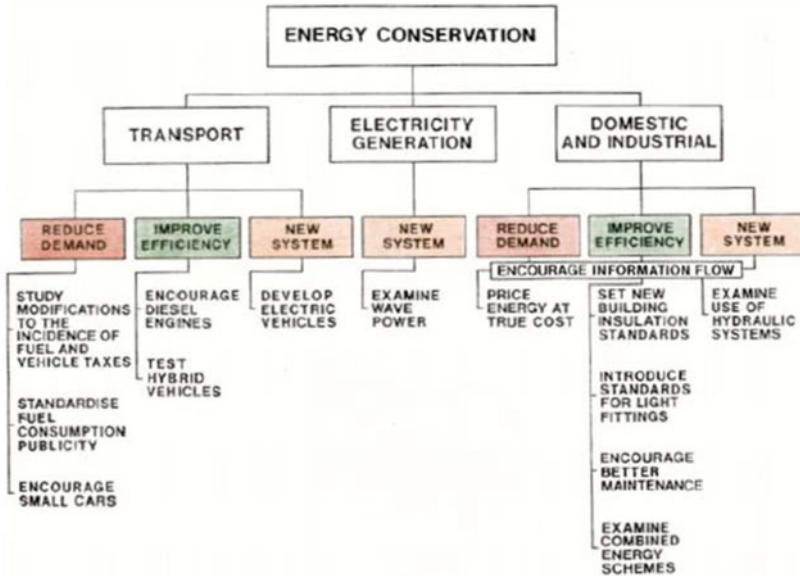 ENERGY CONSERVATION
TRANSPORT
ELECTRICITY
GENERATION
DOMESTIC
AND INDUSTRIAL
REDUCE
DEMAND
IMPROVE
EFFICIENCY
NEW
SYSTEM
NEW
SYSTEM
REDUCE
DEMAND
IMPROVE
EFFICIENCY
NEW
SYSTEM
ENCOURAGE INFORMATION FLOW
STUDY
MODIFICATIONS
TO THE
INCIDENCE OF
FUEL AND
VEHICLE TAXES
STANDARDISE
FUEL
CONSUMPTION
PUBLICITY
ENCOURAGE
SMALL CARS
ENCOURAGE
DIESEL
ENGINES
TEST
HYBRID
VEHICLES
DEVELOP
ELECTRIC
VEHICLES
EXAMINE
WAVE
POWER
PRICE
ENERGY AT
TRUE COST
SET NEW
BUILDING
INSULATION
STANDARDS
INTRODUCE
STANDARDS
FOR LIGHT
FITTINGS
ENCOURAGE
BETTER
MAINTENANCE
EXAMINE
COMBINED
ENERGY
SCHEMES
EXAMINE
USE OF
HYDRAULIC
SYSTEMS